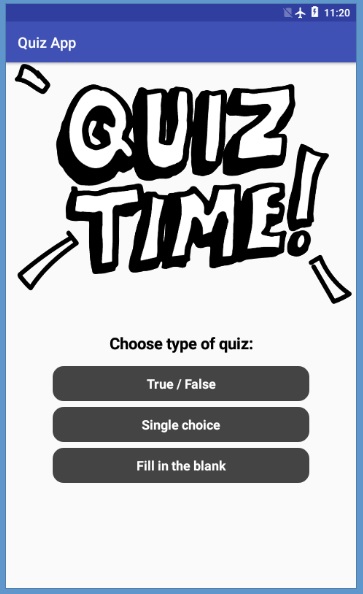 11:20
Quiz App
QUIZ
TIME!
Choose type of quiz:
True / False
Single choice
Fill in the blank